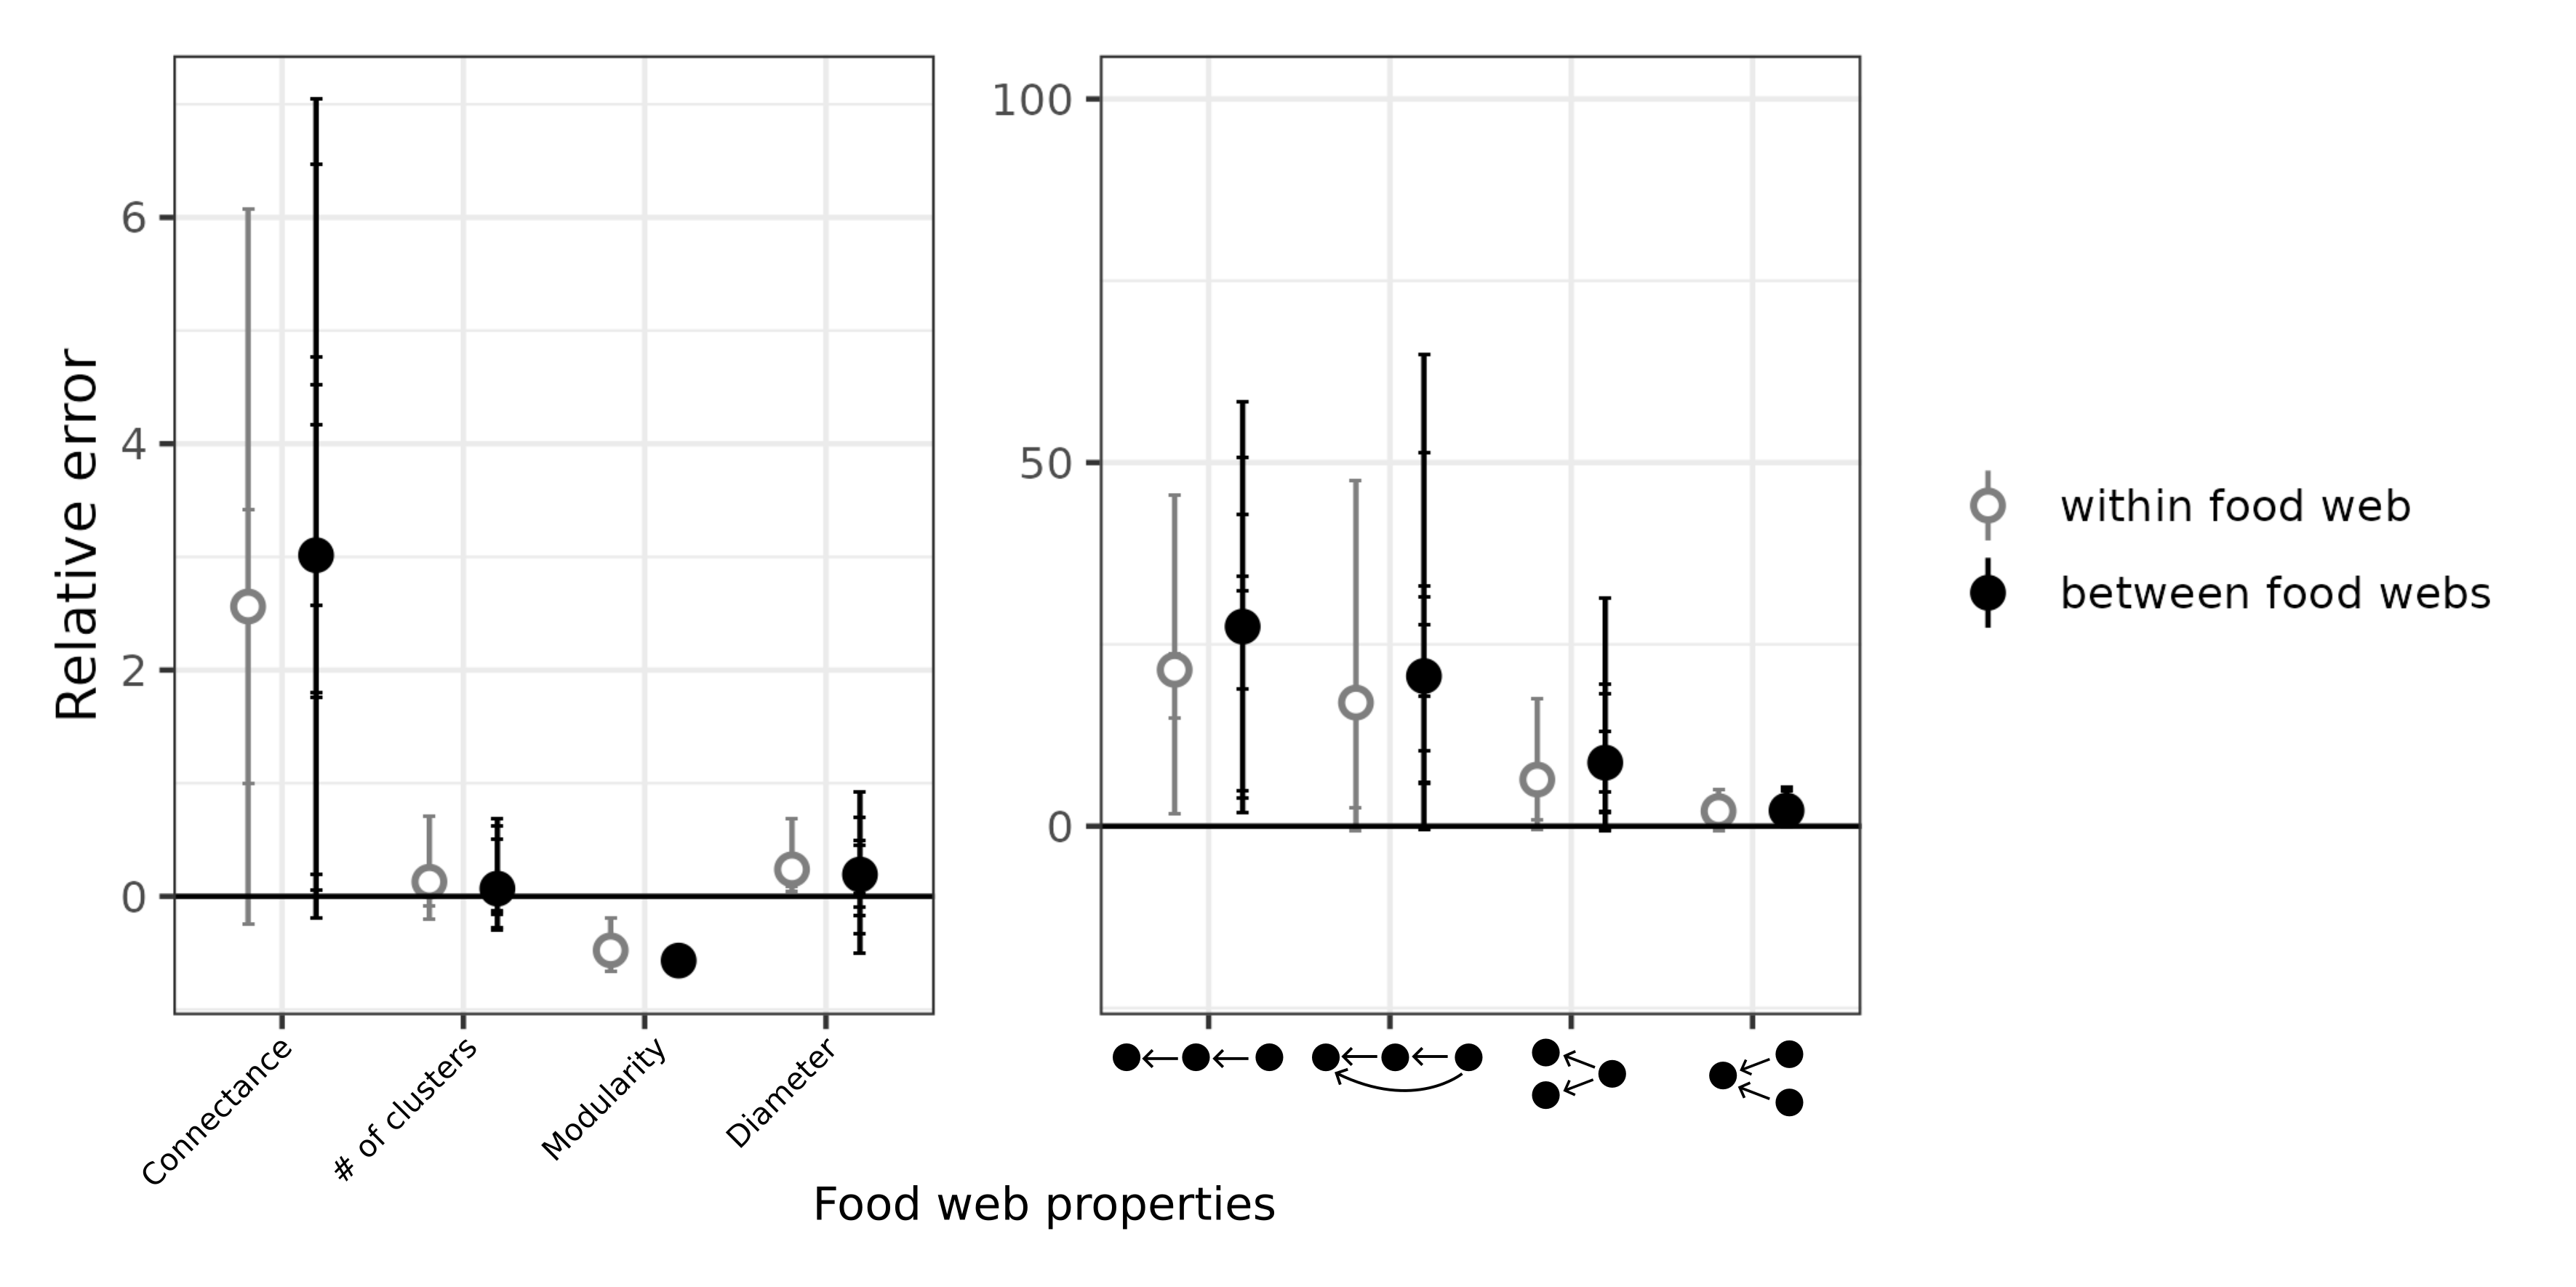 Relative error
6
4
2
0
100
50
0
within food web
between food webs
Connectance
# of clusters
Modularity
Diameter
Food web properties